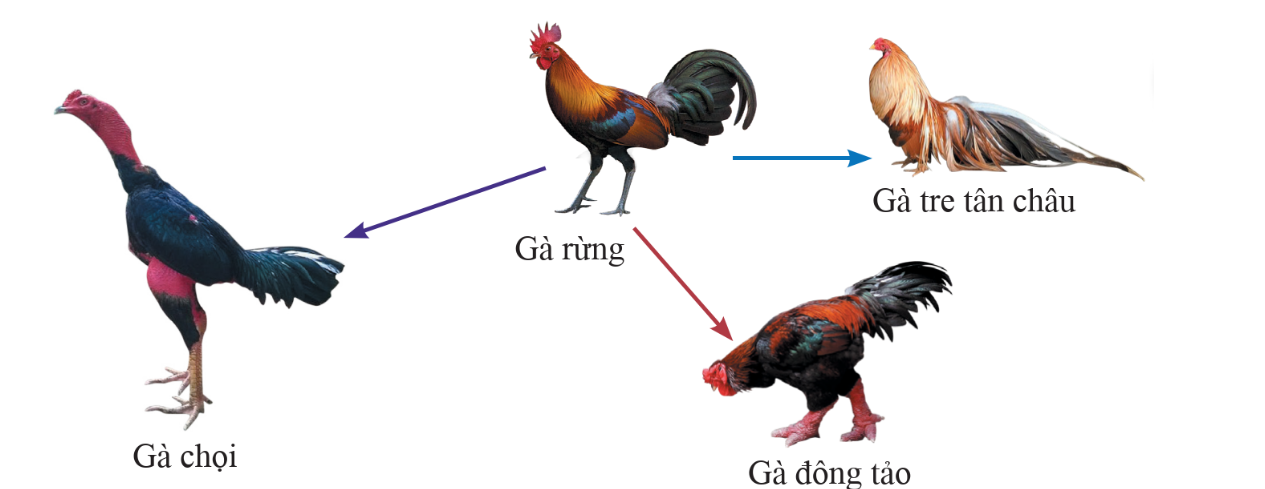 Gà tre tân châu
Gà rừng
Gà chọi
Gà đông tảo